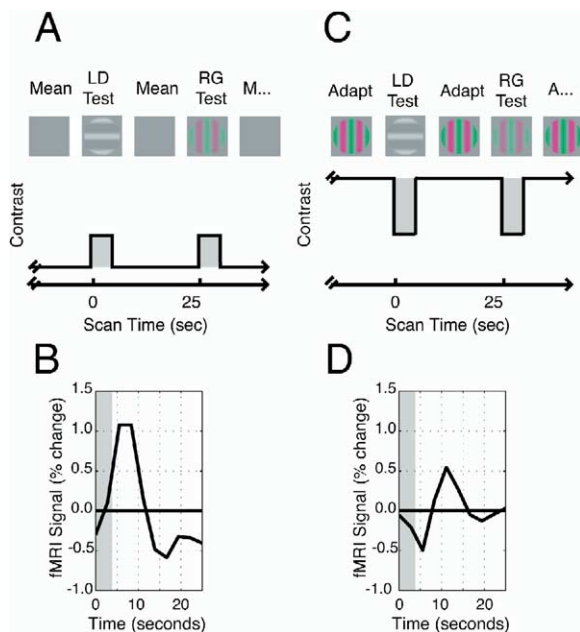 A
Mean LD Test Mean RG Test M...
Contrast
0 25
Scan Time (sec)
B
fMRI Signal (% change)
1.5
1.0
0.5
0.0
-0.5
-1.0
0 10 20
Time (seconds)
C
Adapt LD Test Adapt RG Test A...
Contrast
0 25
Scan Time (sec)
D
fMRI Signal (% change)
1.5
1.0
0.5
0.0
-0.5
-1.0
0 10 20
Time (seconds)